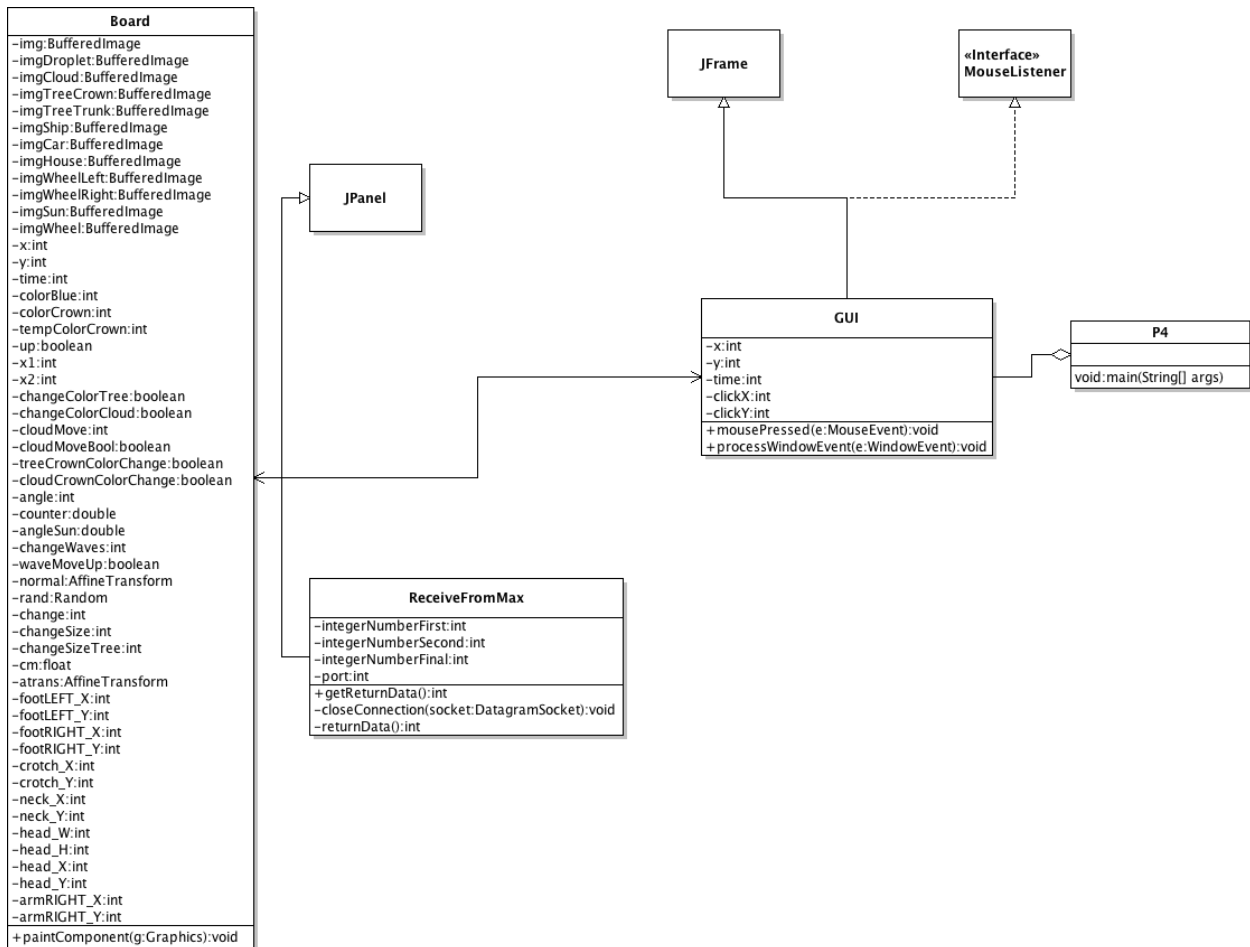 Board
-img:BufferedImage
-imgDroplet:BufferedImage
-imgCloud:BufferedImage
-imgTreeCrown:BufferedImage
-imgTreeTrunk:BufferedImage
-imgShip:BufferedImage
-imgCar:BufferedImage
-imgHouse:BufferedImage
-imgWheelLeft:BufferedImage
-imgWheelRight:BufferedImage
-imgSun:BufferedImage
-imgWheel:BufferedImage
-x:int
-y:int
-time:int
-colorBlue:int
-colorCrown:int
-tempColorCrown:int
-up:boolean
-x1:int
-x2:int
-changeColorTree:boolean
-changeColorCloud:boolean
-cloudMove:int
-cloudMoveBool:boolean
-treeCrownColorChange:boolean
-cloudCrownColorChange:boolean
-angle:int
-counter:double
-angleSun:double
-changeWaves:int
-waveMoveUp:boolean
-normal:AffineTransform
-rand:Random
-change:int
-changeSize:int
-changeSizeTree:int
-cm:float
-atrans:AffineTransform
-footLEFT_X:int
-footLEFT_Y:int
-footRIGHT_X:int
-footRIGHT_Y:int
-crotch_X:int
-crotch_Y:int
-neck_X:int
-neck_Y:int
-head_W:int
-head_H:int
-head_X:int
-head_Y:int
-armRIGHT_X:int
-armRIGHT_Y:int
+paintComponent(g:Graphics):void
JPanel
ReceiveFromMax
-integerNumberFirst:int
-integerNumberSecond:int
-integerNumberFinal:int
-port:int
+getReturnData():int
-closeConnection(socket:DatagramSocket):void
-returnData():int
JFrame
«Interface»
MouseListener
GUI
-x:int
-y:int
-time:int
-clickX:int
-clickY:int
+mousePressed(e:MouseEvent):void
+processWindowEvent(e:WindowEvent):void
P4
void:main(String[] args)